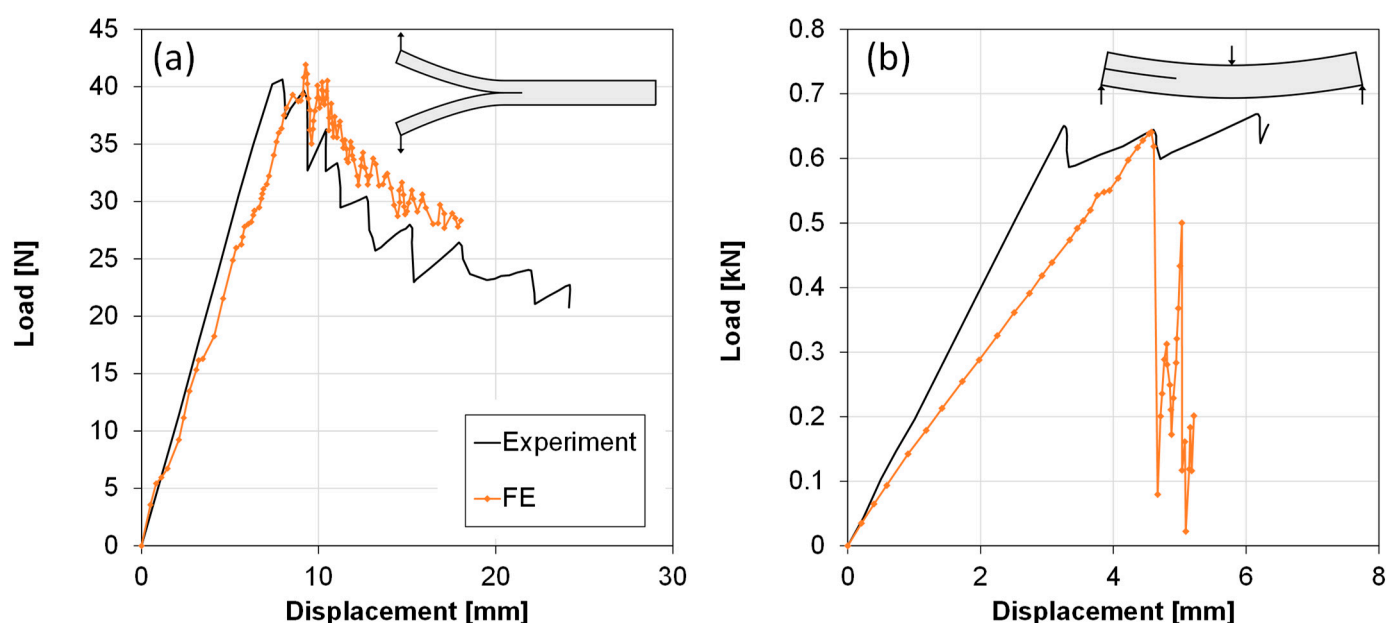 (a)
Load [N]
45
40
35
30
25
20
15
10
5
0
0 10 20 30
Displacement [mm]
Experiment
FE
(b)
Load [kN]
0.8
0.7
0.6
0.5
0.4
0.3
0.2
0.1
0
0 2 4 6 8
Displacement [mm]